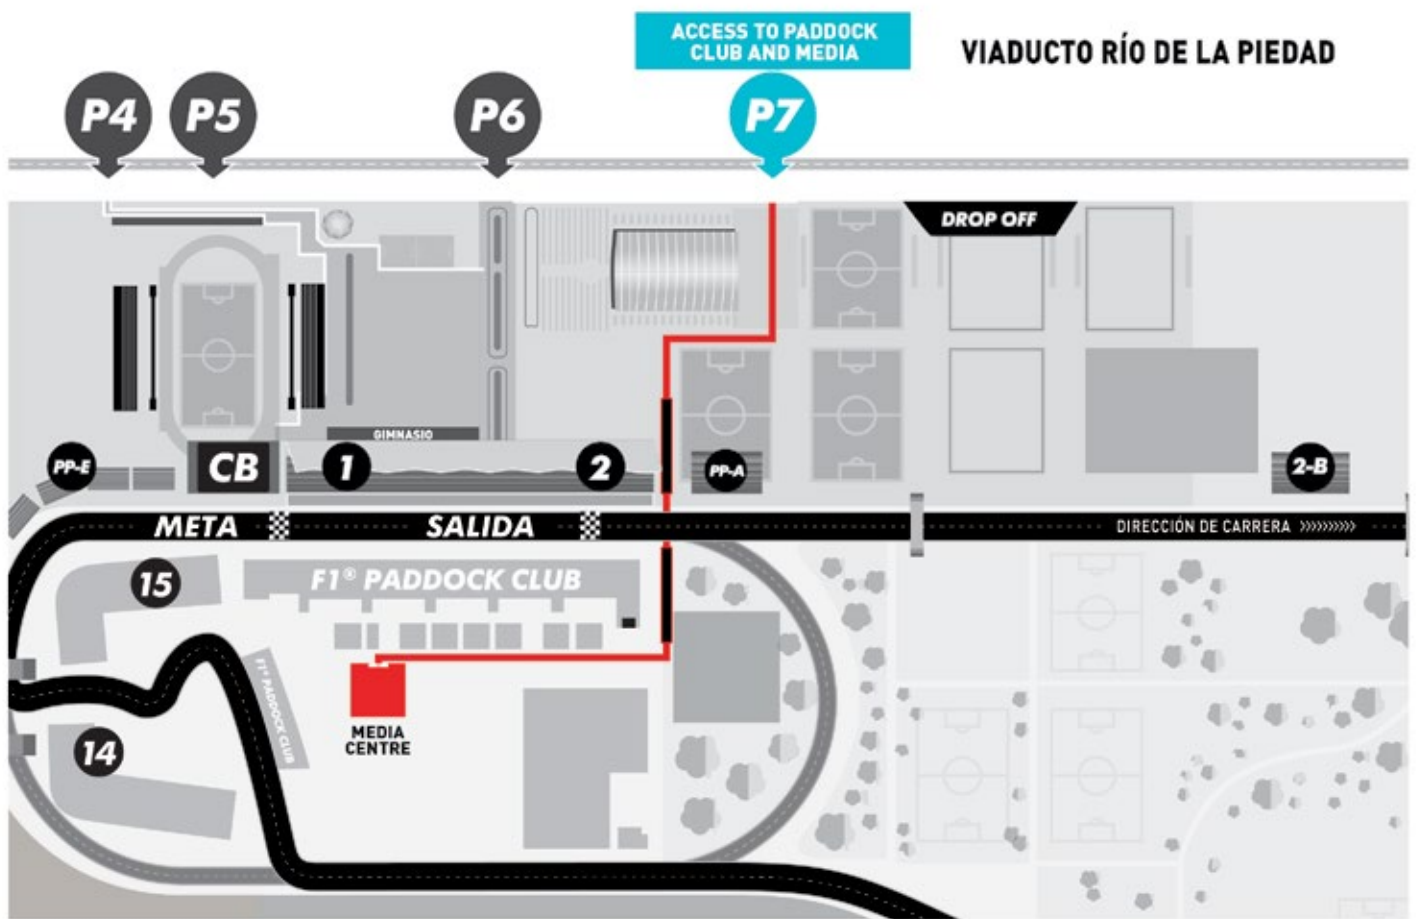 ACCESS TO PADDOCK
CLUB AND MEDIA
VIADUCTO RÍO DE LA PIEDAD
P4
P5
P6
P7
DROP OFF
GIMNASIO
PP-E
CB
1
2
PP-A
2-B
META
SALIDA
DIRECCIÓN DE CARRERA »»»»»
15
F1® PADDOCK CLUB
F1® PADDOCK CLUB
14
MEDIA
CENTRE